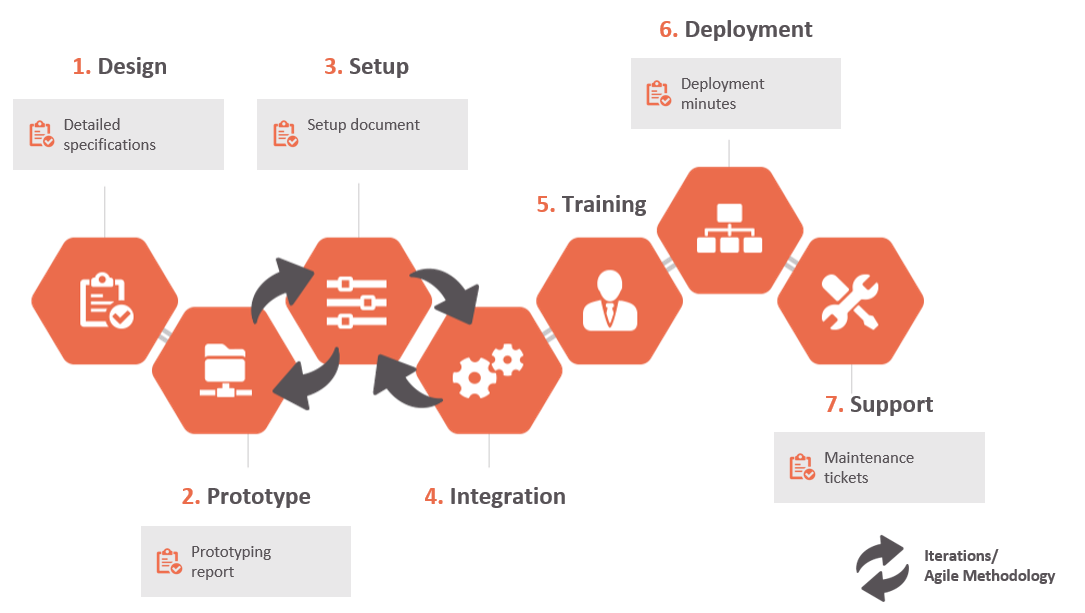 1. Design
Detailed
specifications
2. Prototype
Prototyping
report
3. Setup
Setup document
4. Integration
5. Training
6. Deployment
Deployment
minutes
7. Support
Maintenance
tickets
Iterations/
Agile Methodology